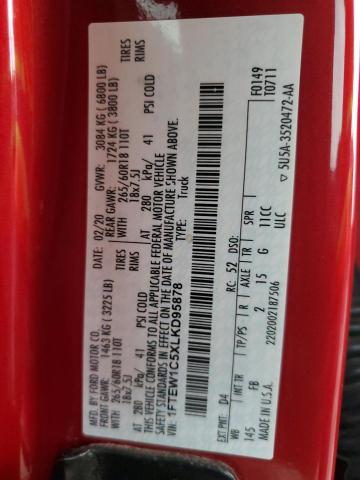 MFD. BY FORD MOTOR CO.
DATE: 02/20 GVWR: 3084 KG ( 6800 LB)
FRONT GAWR: 1463 KG ( 3225 LB) REAR GAWR: 1724 KG ( 3800 LB)
WITH 265/60R18 110T WITH 265/60R18 110T TIRES
18x7.5J 18x7.5J RIMS
AT 280 kPa/ 41 PSI COLD AT 280 kPa/ 41 PSI COLD
THIS VEHICLE CONFORMS TO ALL APPLICABLE FEDERAL MOTOR VEHICLE
SAFETY STANDARDS IN EFFECT ON THE DATE OF MANUFACTURE SHOWN ABOVE.
VIN: 1FTEW1C5XLKD95878 TYPE: Truck
F0149
T0711
EXT PNT: D4 RC: 52 DSO:
WB INT TR TP/PS R AXLE TR SPR
145 FB 2 15 G 11CC
ULC
MADE IN U.S.A. 2202002187506
5U5A-3520472-AA